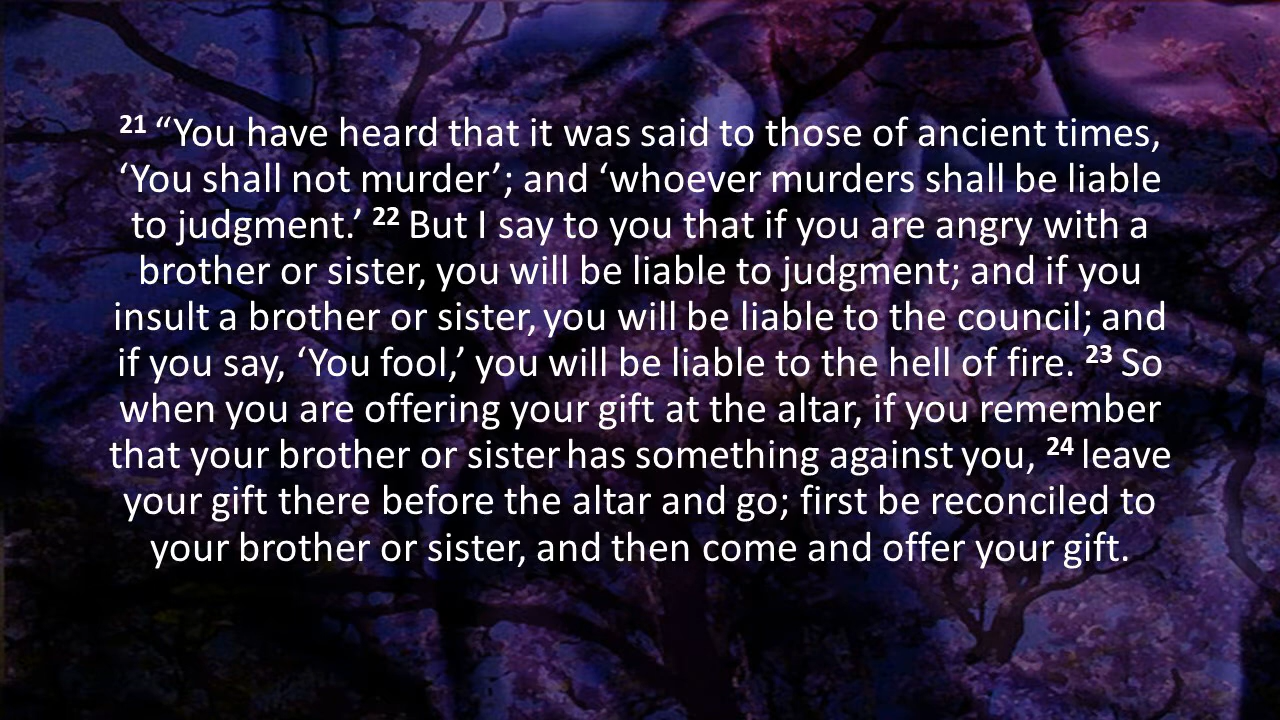 21 “You have heard that it was said to those of ancient times,
‘You shall not murder’; and ‘whoever murders shall be liable
to judgment.’ 22 But I say to you that if you are angry with a
brother or sister, you will be liable to judgment; and if you
insult a brother or sister, you will be liable to the council; and
if you say, ‘You fool,’ you will be liable to the hell of fire. 23 So
when you are offering your gift at the altar, if you remember
that your brother or sister has something against you, 24 leave
your gift there before the altar and go; first be reconciled to
your brother or sister, and then come and offer your gift.